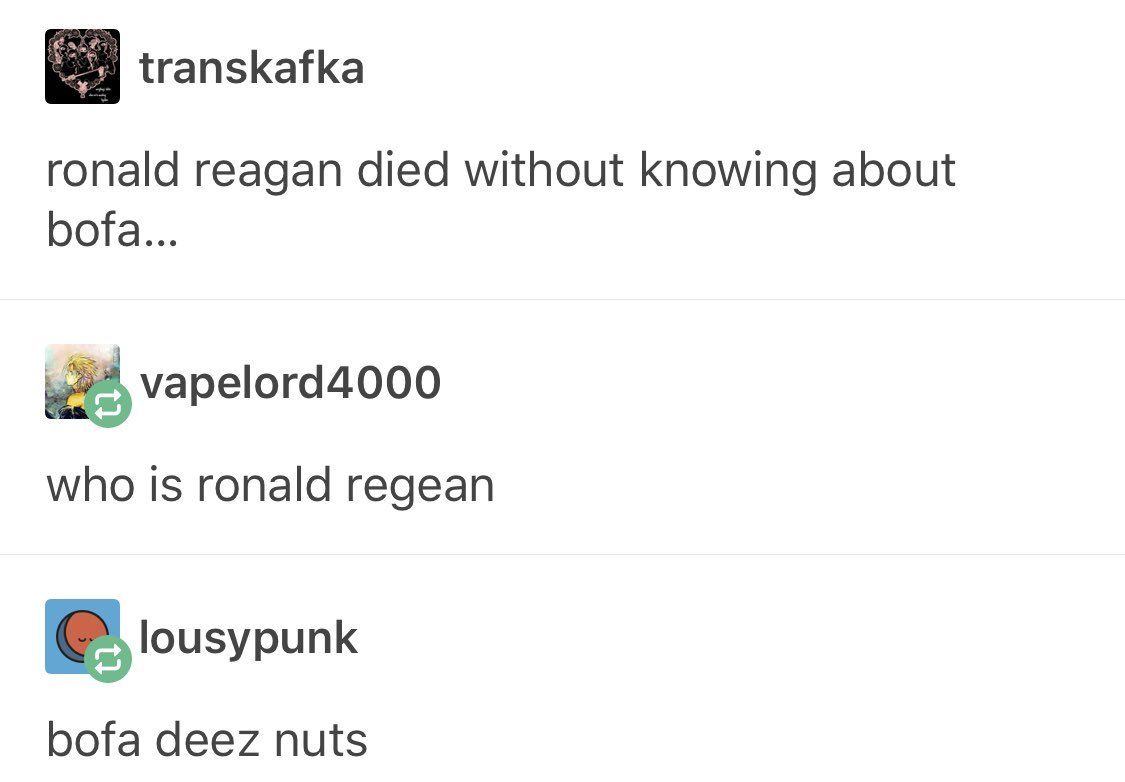 transkafka
ronald reagan died without knowing about
bofa...
vapelord4000
who is ronald regean
lousypunk
bofa deez nuts